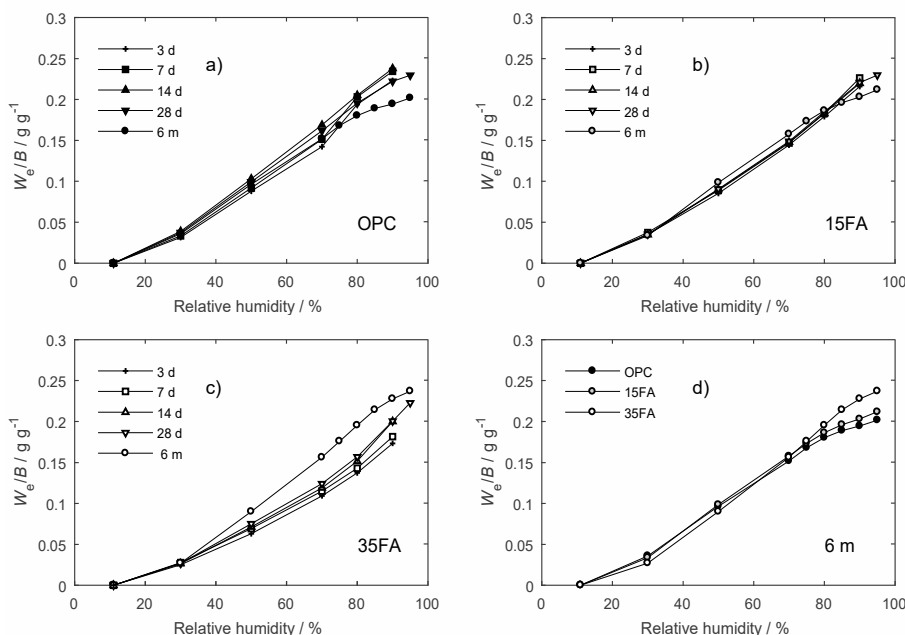 0.3
0.25
0.2
0.15
0.1
0.05
0
W_e/B / g g^-1
3 d
7 d
14 d
28 d
6 m
a)
OPC
0 20 40 60 80 100
Relative humidity / %
0.3
0.25
0.2
0.15
0.1
0.05
0
W_e/B / g g^-1
3 d
7 d
14 d
28 d
6 m
b)
15FA
0 20 40 60 80 100
Relative humidity / %
0.3
0.25
0.2
0.15
0.1
0.05
0
W_e/B / g g^-1
3 d
7 d
14 d
28 d
6 m
c)
35FA
0 20 40 60 80 100
Relative humidity / %
0.3
0.25
0.2
0.15
0.1
0.05
0
W_e/B / g g^-1
OPC
15FA
35FA
d)
6 m
0 20 40 60 80 100
Relative humidity / %